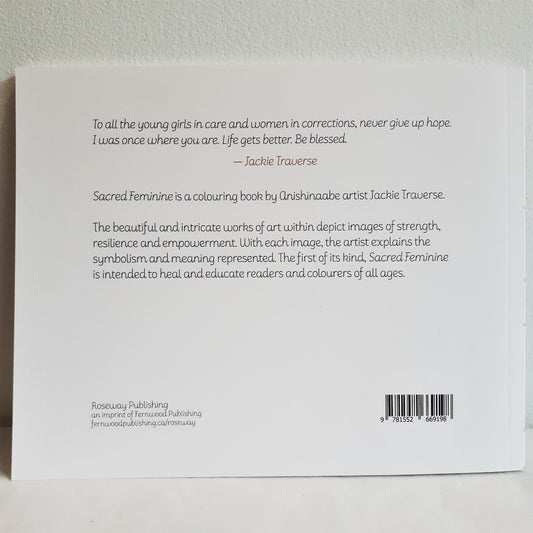 To all the young girls in care and women in corrections, never give up hope.
I was once where you are. Life gets better. Be blessed.
— Jackie Traverse
Sacred Feminine is a colouring book by Anishinaabe artist Jackie Traverse.
The beautiful and intricate works of art within depict images of strength,
resilience and empowerment. With each image, the artist explains the
symbolism and meaning represented. The first of its kind, Sacred Feminine
is intended to heal and educate readers and colourers of all ages.
Roseway Publishing
an imprint of Fernwood Publishing
fernwoodpublishing.ca/roseway
9 781552 669198